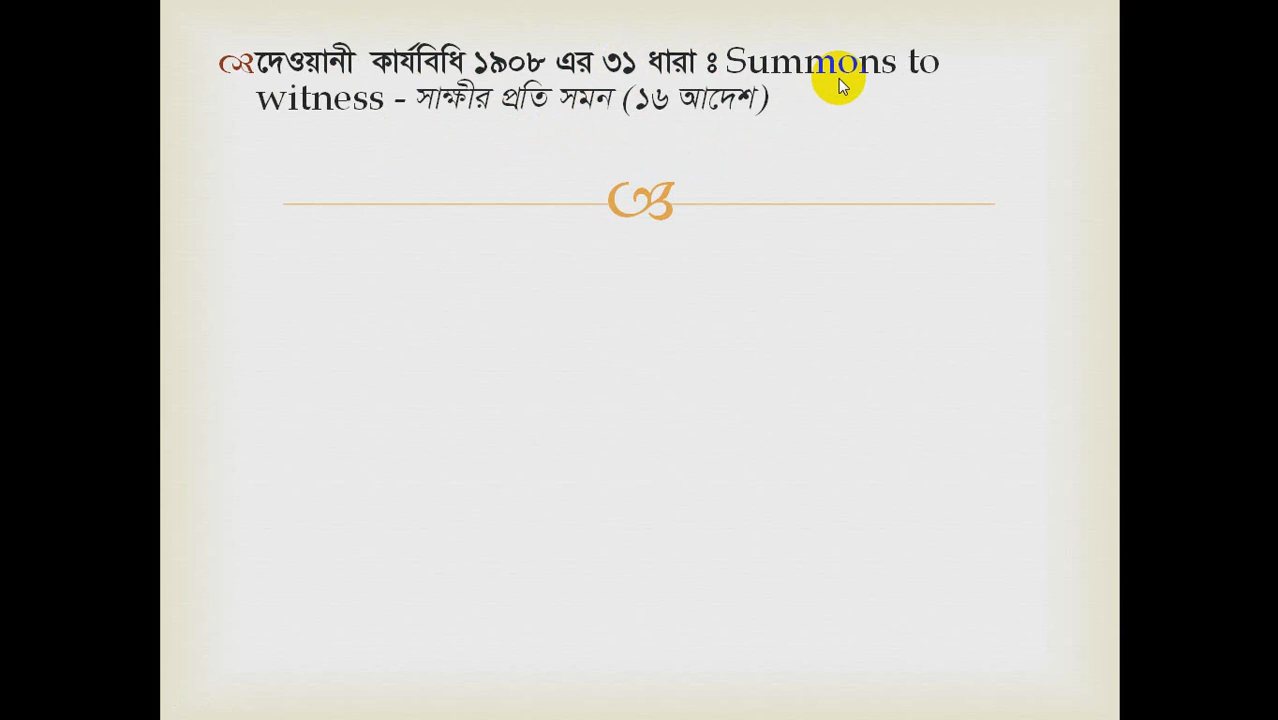 দেওয়ানী কার্যবিধি ১৯০৮ এর ৩১ ধারা ঃ Summons to
witness - সাক্ষীর প্রতি সমন (১৬ আদেশ)